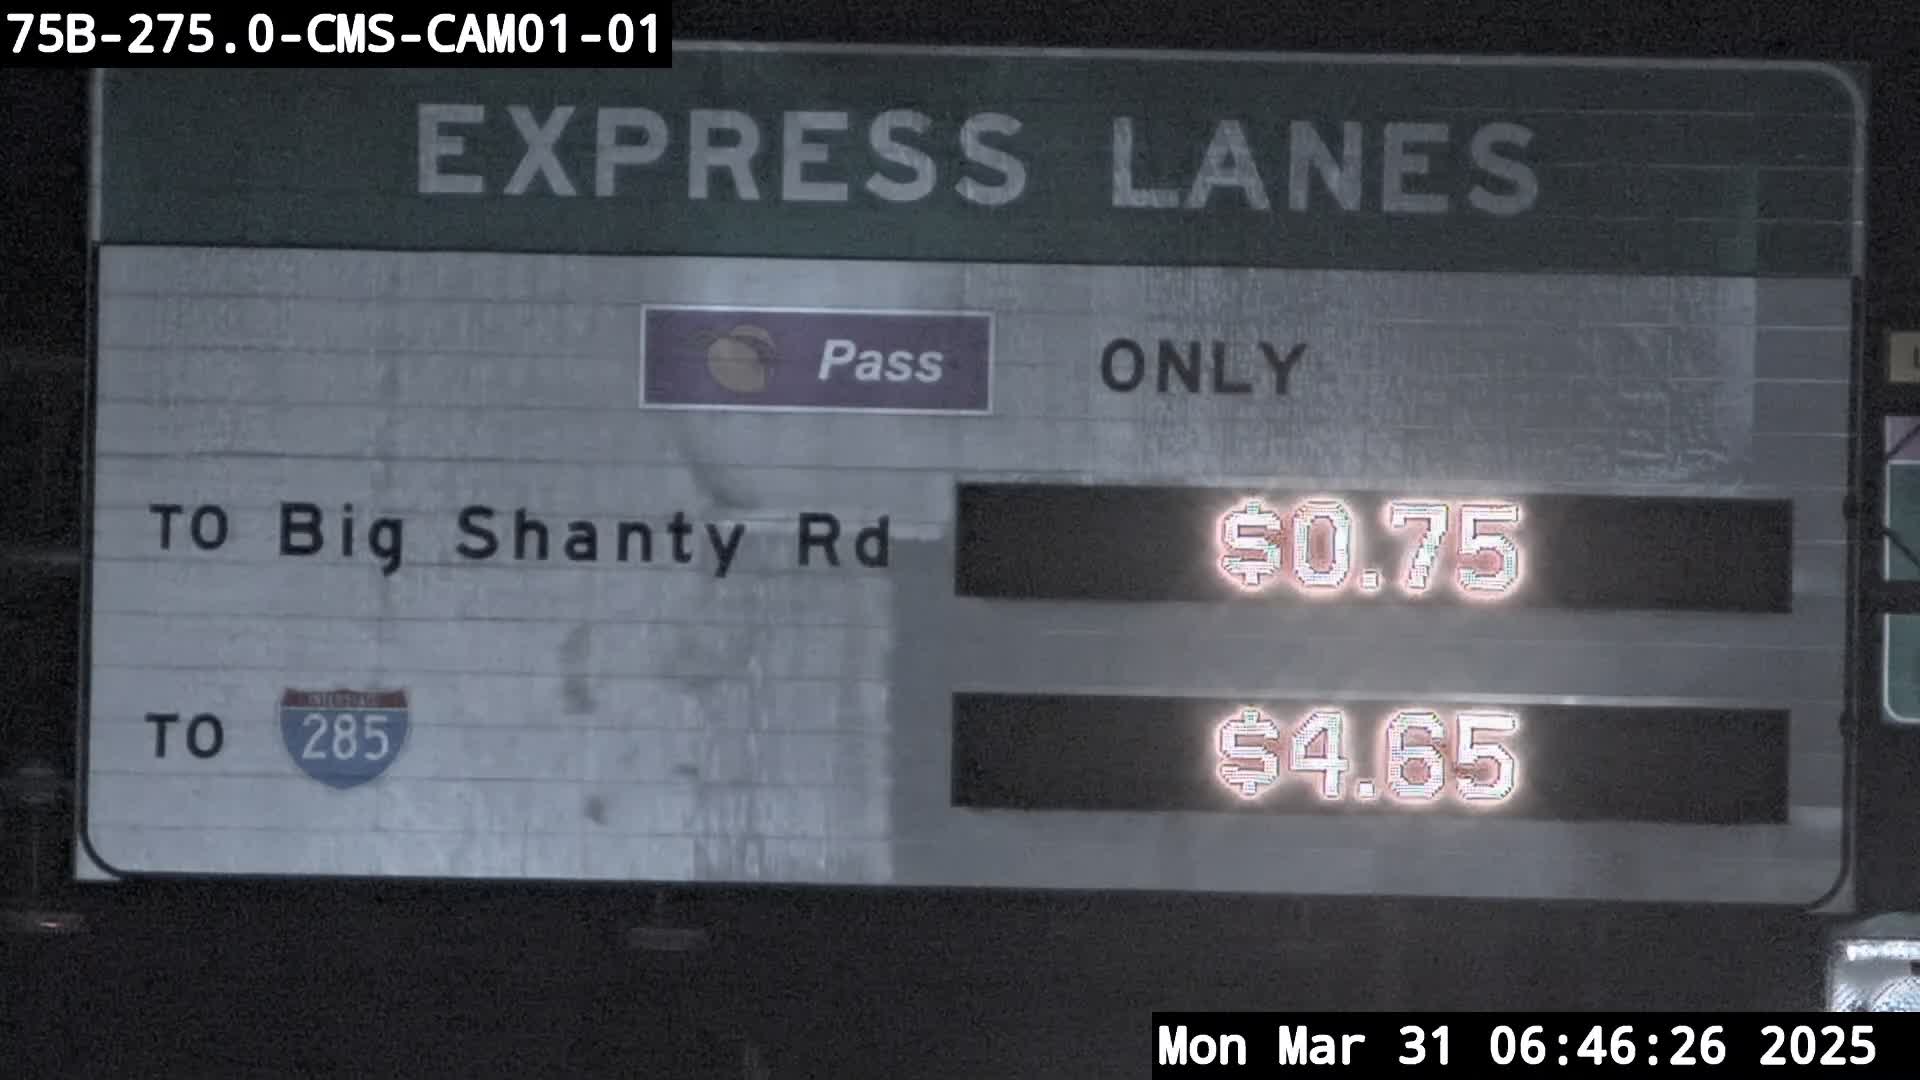 75B-275.0-CMS-CAM01-01
EXPRESS LANES
Pass ONLY
TO Big Shanty Rd $0.75
INTERSTATE
TO 285 $4.65
Mon Mar 31 06:46:26 2025